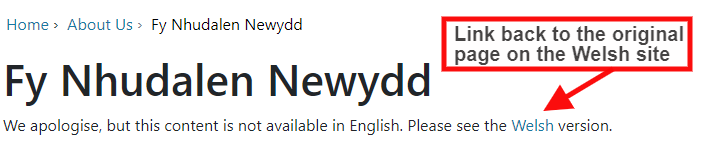 Home › About Us › Fy Nhudalen Newydd
Link back to the original
page on the Welsh site
Fy Nhudalen Newydd
We apologise, but this content is not available in English. Please see the Welsh version.